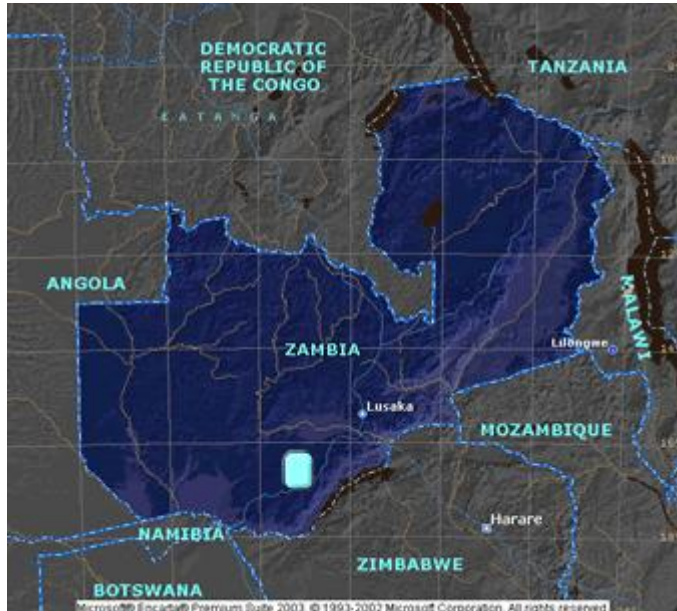 DEMOCRATIC
REPUBLIC OF
THE CONGO
TANZANIA
KATANGA
ANGOLA
MALAWI
ZAMBIA
Lilongwe
Lusaka
MOZAMBIQUE
Harare
NAMIBIA
ZIMBABWE
BOTSWANA
Microsoft® Encarta® Premium Suite 2003. © 1993-2002 Microsoft Corporation. All rights reserved.